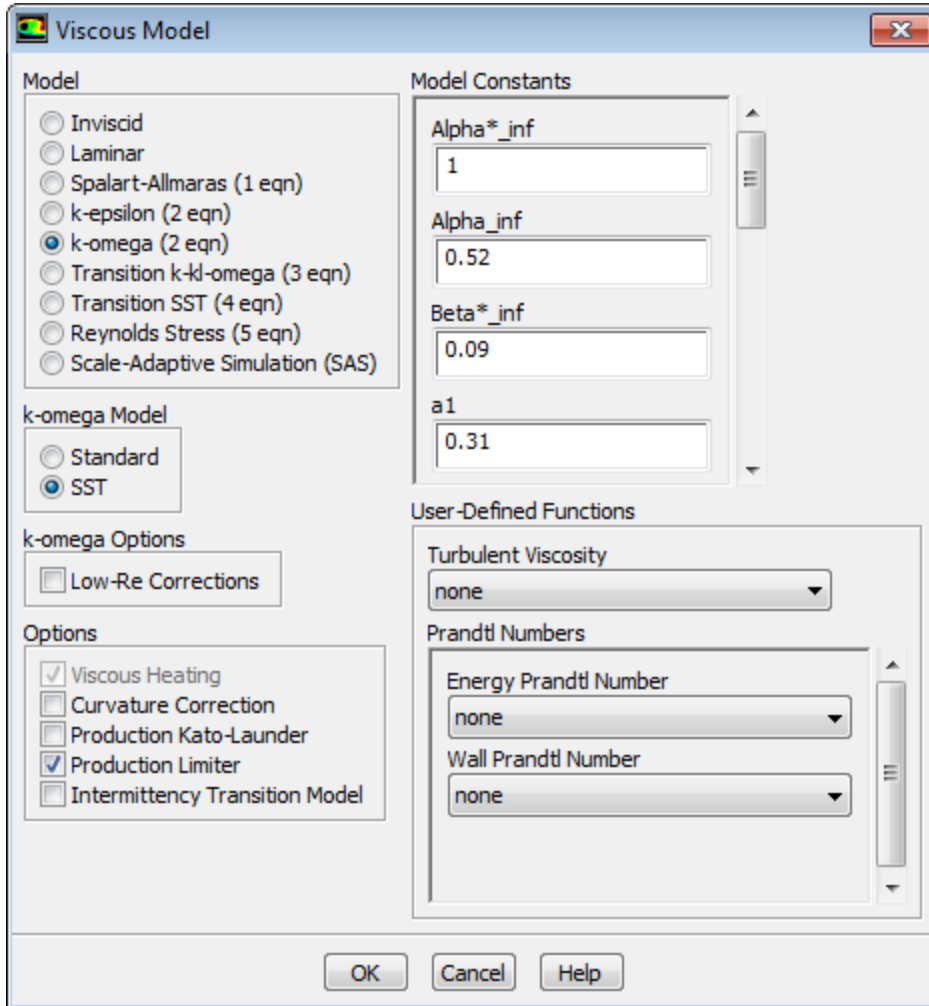 Viscous Model
Model
Inviscid
Laminar
Spalart-Allmaras (1 eqn)
k-epsilon (2 eqn)
k-omega (2 eqn)
Transition k-kl-omega (3 eqn)
Transition SST (4 eqn)
Reynolds Stress (5 eqn)
Scale-Adaptive Simulation (SAS)
k-omega Model
Standard
SST
k-omega Options
Low-Re Corrections
Options
Viscous Heating
Curvature Correction
Production Kato-Launder
Production Limiter
Intermittency Transition Model
Model Constants
Alpha*_inf
1
Alpha_inf
0.52
Beta*_inf
0.09
a1
0.31
User-Defined Functions
Turbulent Viscosity
none
Prandtl Numbers
Energy Prandtl Number
none
Wall Prandtl Number
none
OK Cancel Help